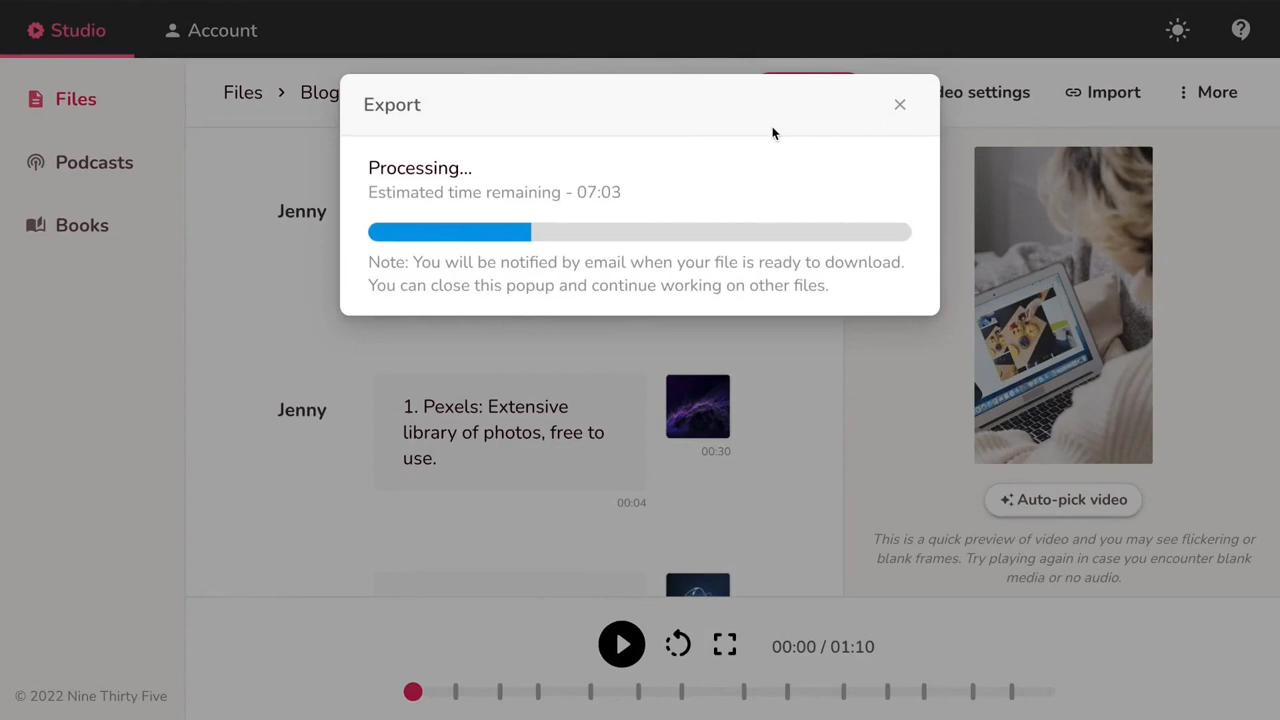 Studio
Account
Files
Podcasts
Books
Files > Blog
deo settings
Import
More
Export
Processing...
Estimated time remaining - 07:03
Note: You will be notified by email when your file is ready to download.
You can close this popup and continue working on other files.
Jenny
Jenny
1. Pexels: Extensive
library of photos, free to
use.
00:30
00:04
Auto-pick video
This is a quick preview of video and you may see flickering or
blank frames. Try playing again in case you encounter blank
media or no audio.
00:00 / 01:10
© 2022 Nine Thirty Five